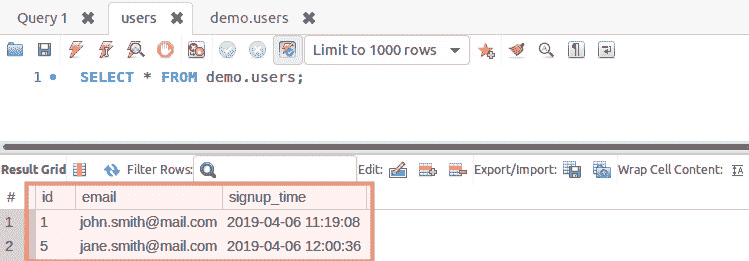 Query 1 users demo.users
Limit to 1000 rows
1 SELECT * FROM demo.users;
Result Grid Filter Rows: Edit: Export/Import: Wrap Cell Content:
# id email signup_time
1 1 john.smith@mail.com 2019-04-06 11:19:08
2 5 jane.smith@mail.com 2019-04-06 12:00:36